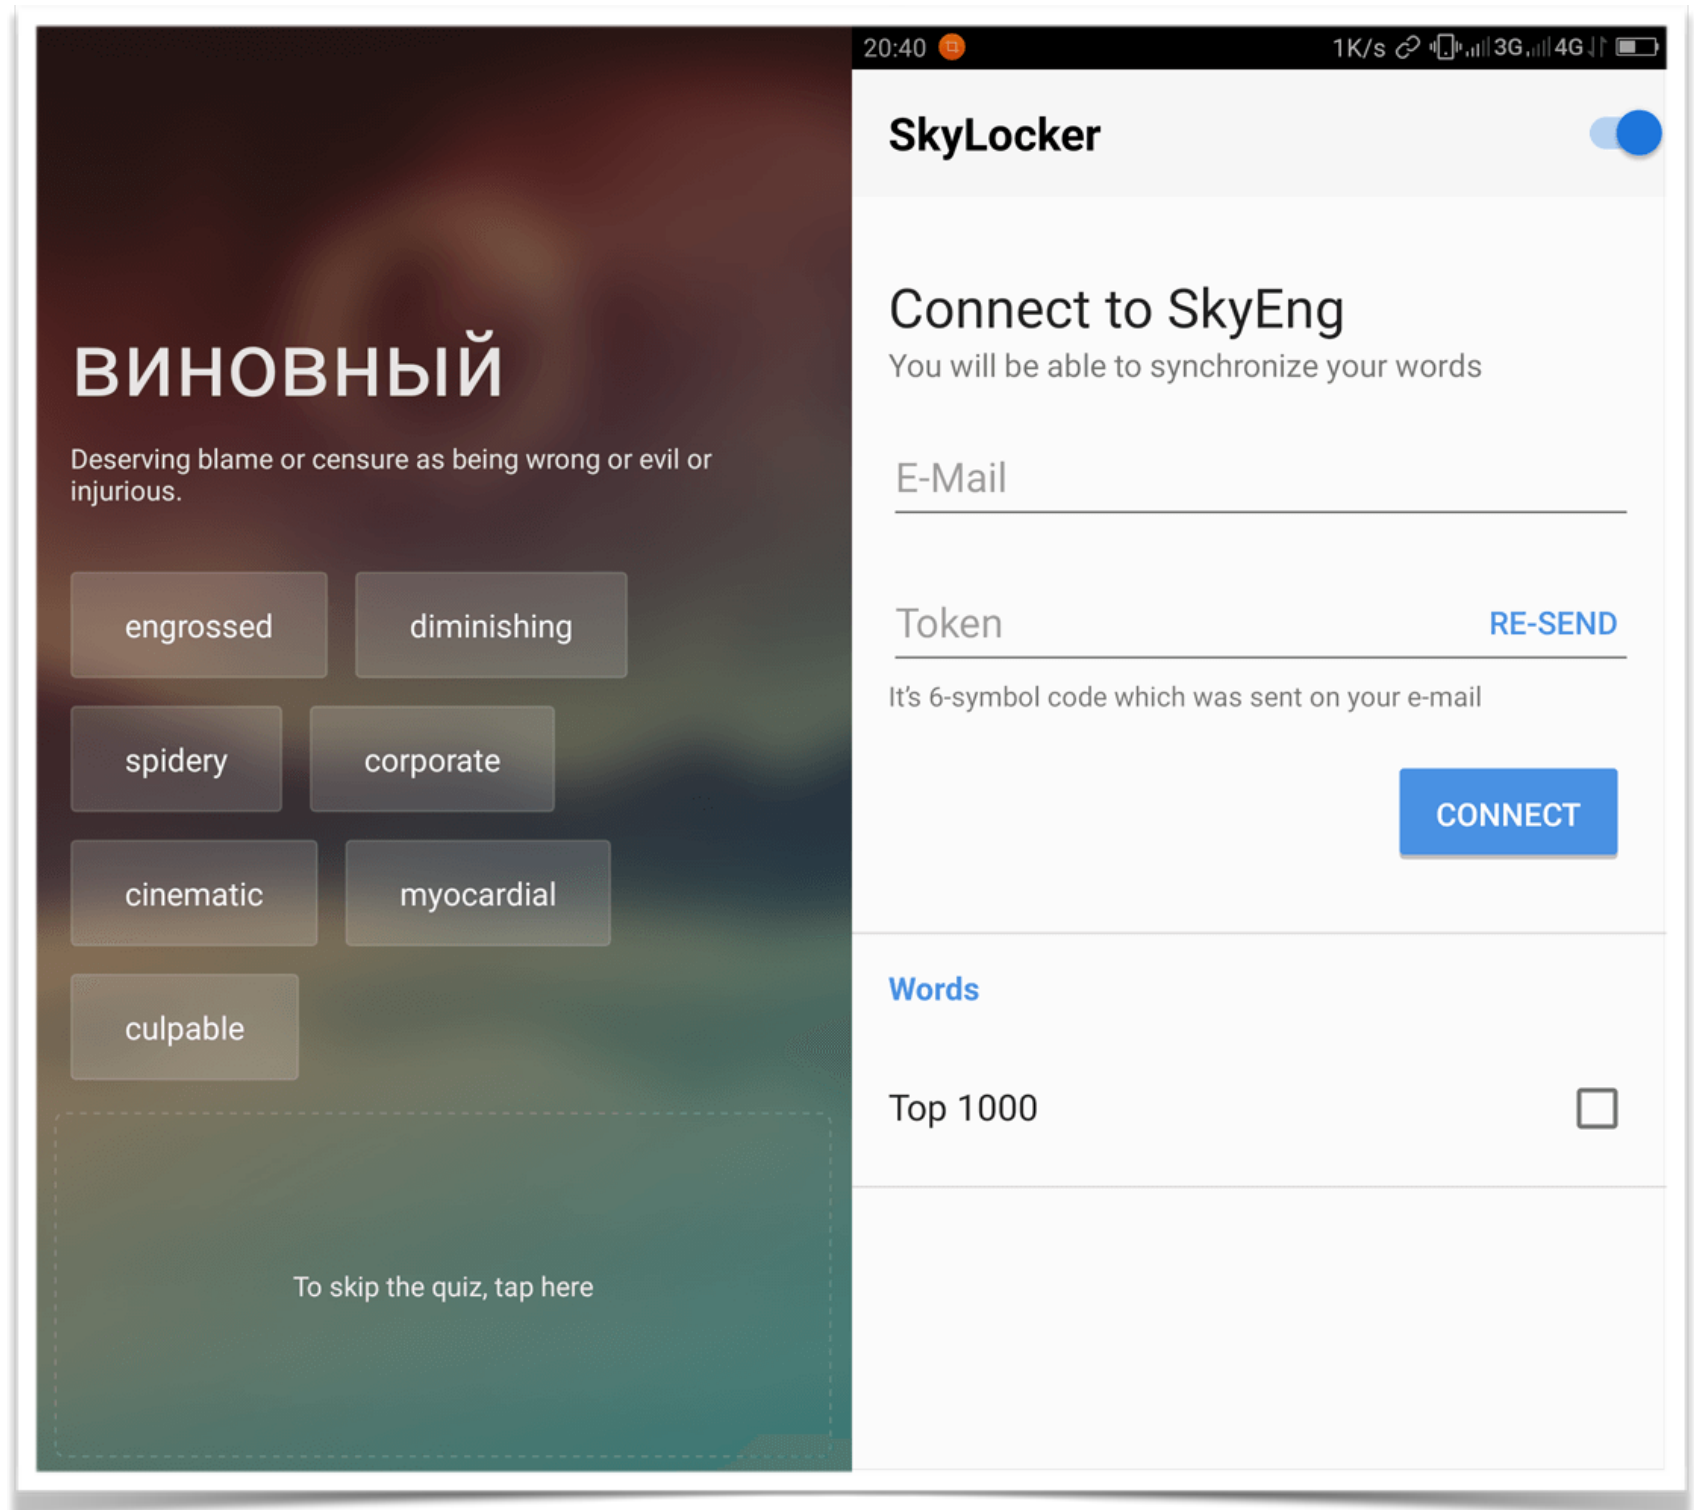 виновный
Deserving blame or censure as being wrong or evil or
injurious.
engrossed
diminishing
spidery
corporate
cinematic
myocardial
culpable
To skip the quiz, tap here
20:40
1K/s 3G 4G
SkyLocker
Connect to SkyEng
You will be able to synchronize your words
E-Mail
Token
RE-SEND
It's 6-symbol code which was sent on your e-mail
CONNECT
Words
Top 1000